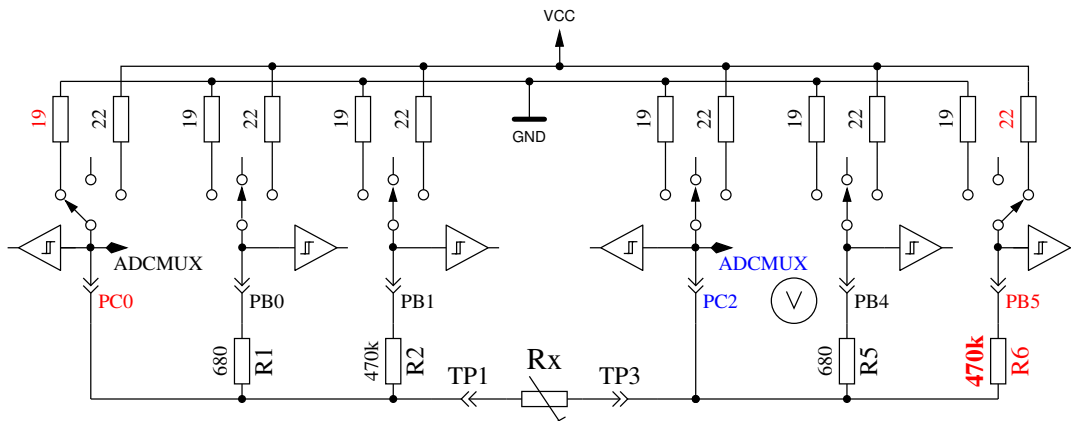 VCC
19 22 19 22 19 22 19 22 19 22 19 22
GND
ADCMUX ADCMUX
PC0 PB0 PB1 PC2 V PB4 PB5
680 R1 470k R2 680 R5 470k R6
TP1 Rx TP3